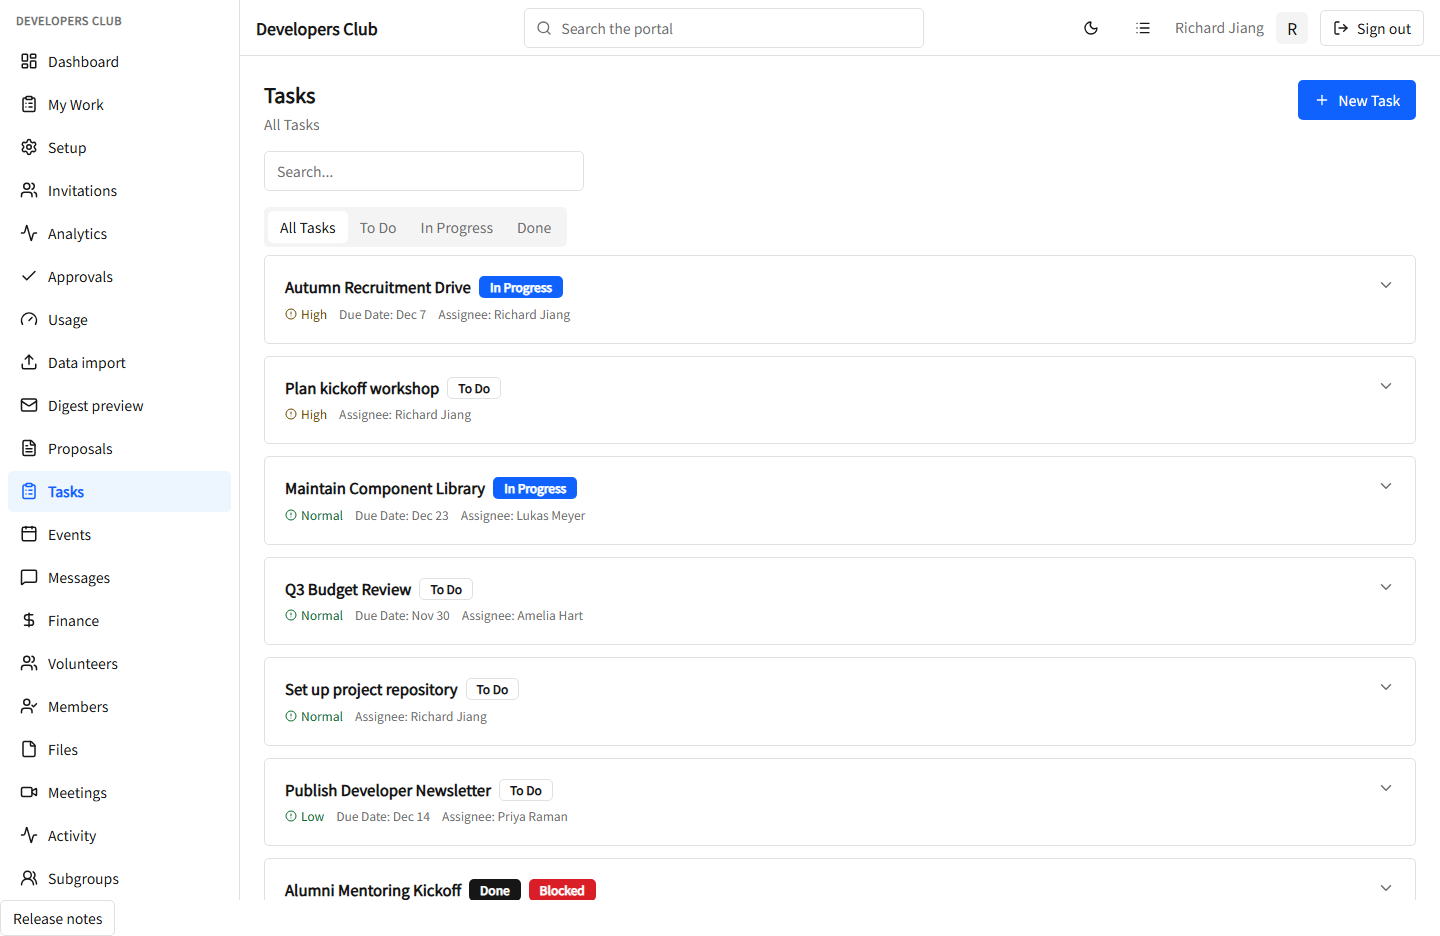 DEVELOPERS CLUB
Dashboard
My Work
Setup
Invitations
Analytics
Approvals
Usage
Data import
Digest preview
Proposals
Tasks
Events
Messages
Finance
Volunteers
Members
Files
Meetings
Activity
Subgroups
Release notes
Developers Club
Search the portal
Richard Jiang
R
Sign out
Tasks
All Tasks
New Task
Search...
All Tasks To Do In Progress Done
Autumn Recruitment Drive In Progress
High Due Date: Dec 7 Assignee: Richard Jiang
Plan kickoff workshop To Do
High Assignee: Richard Jiang
Maintain Component Library In Progress
Normal Due Date: Dec 23 Assignee: Lukas Meyer
Q3 Budget Review To Do
Normal Due Date: Nov 30 Assignee: Amelia Hart
Set up project repository To Do
Normal Assignee: Richard Jiang
Publish Developer Newsletter To Do
Low Due Date: Dec 14 Assignee: Priya Raman
Alumni Mentoring Kickoff Done Blocked